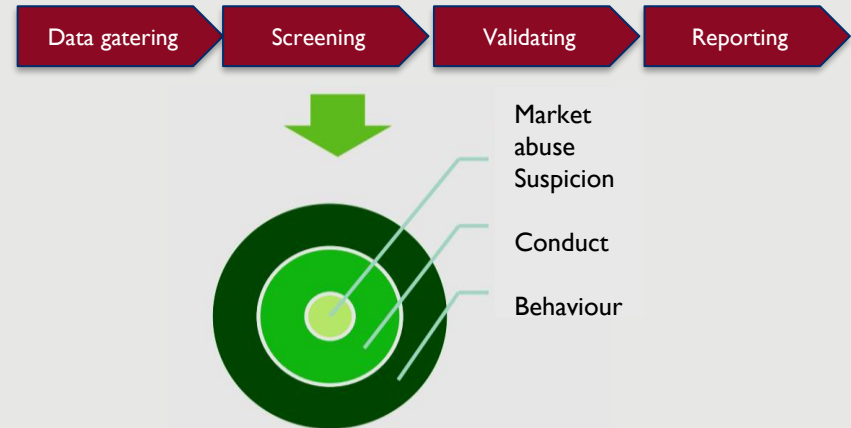 Data gatering
Screening
Validating
Reporting
Market
abuse
Suspicion
Conduct
Behaviour